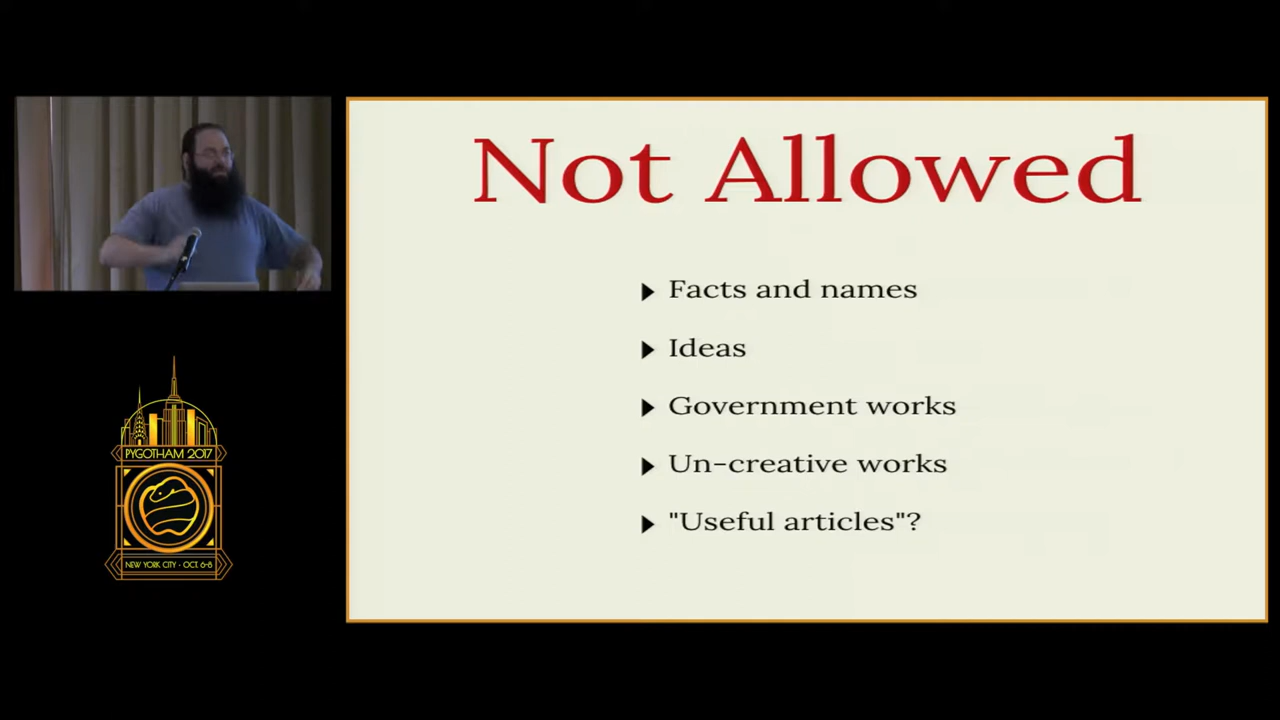 Not Allowed
Facts and names
Ideas
Government works
Un-creative works
"Useful articles"?
PYGOTHAM 2017
NEW YORK CITY • OCT. 6-8